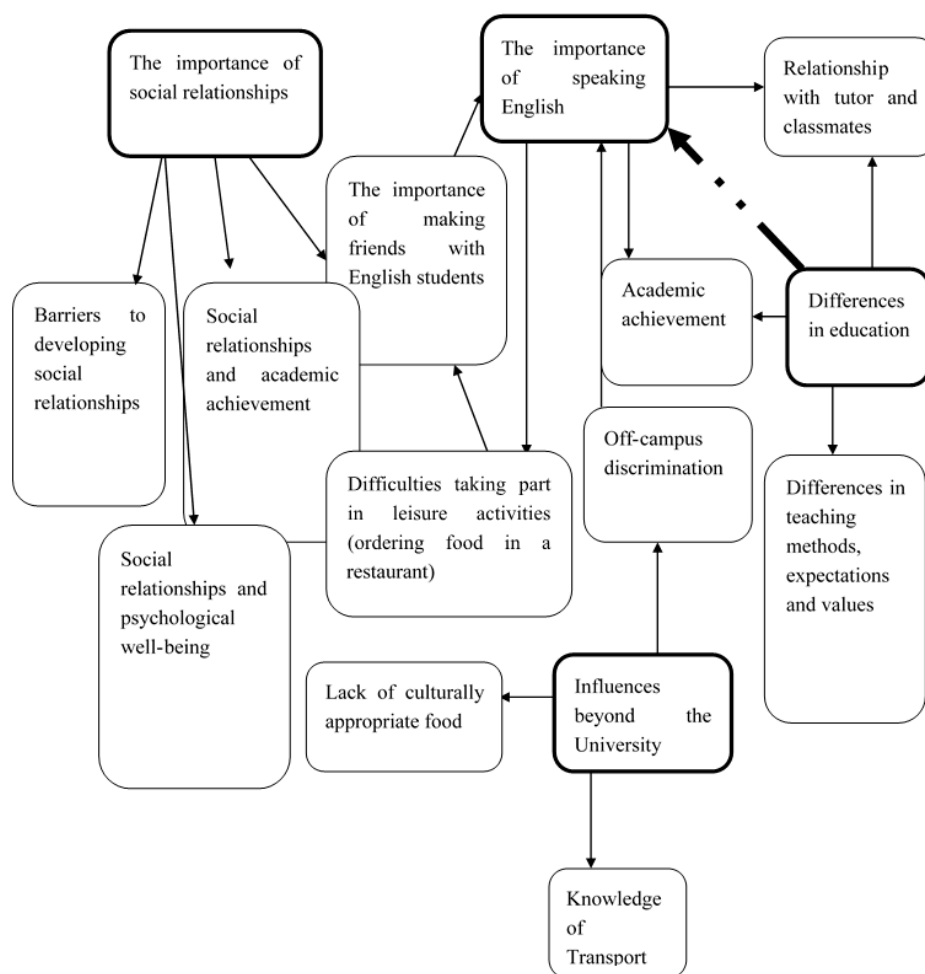 The importance of
social relationships
The importance
of speaking
English
Relationship
with tutor and
classmates
The importance
of making
friends with
English students
Barriers to
developing
social
relationships
Social
relationships
and academic
achievement
Academic
achievement
Differences
in education
Off-campus
discrimination
Difficulties taking part
in leisure activities
(ordering food in a
restaurant)
Differences in
teaching
methods,
expectations
and values
Social
relationships and
psychological
well-being
Lack of culturally
appropriate food
Influences
beyond the
University
Knowledge
of
Transport